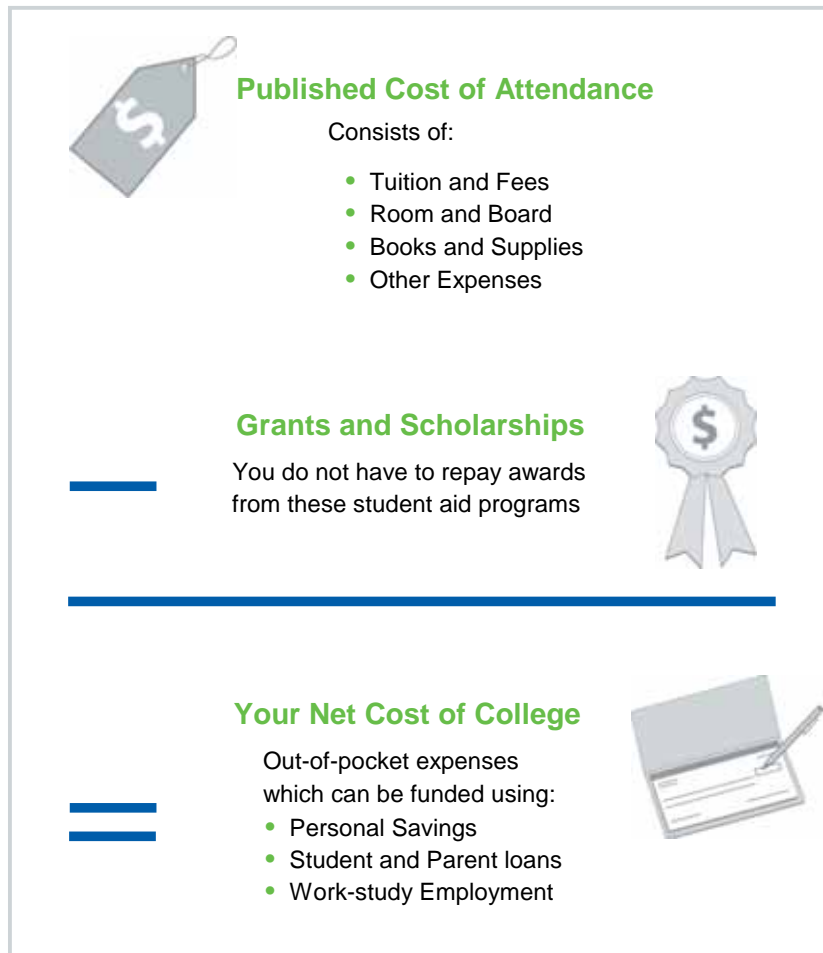 $
Published Cost of Attendance
Consists of:
• Tuition and Fees
• Room and Board
• Books and Supplies
• Other Expenses
Grants and Scholarships
$
You do not have to repay awards
from these student aid programs
Your Net Cost of College
Out-of-pocket expenses
which can be funded using:
• Personal Savings
• Student and Parent loans
• Work-study Employment